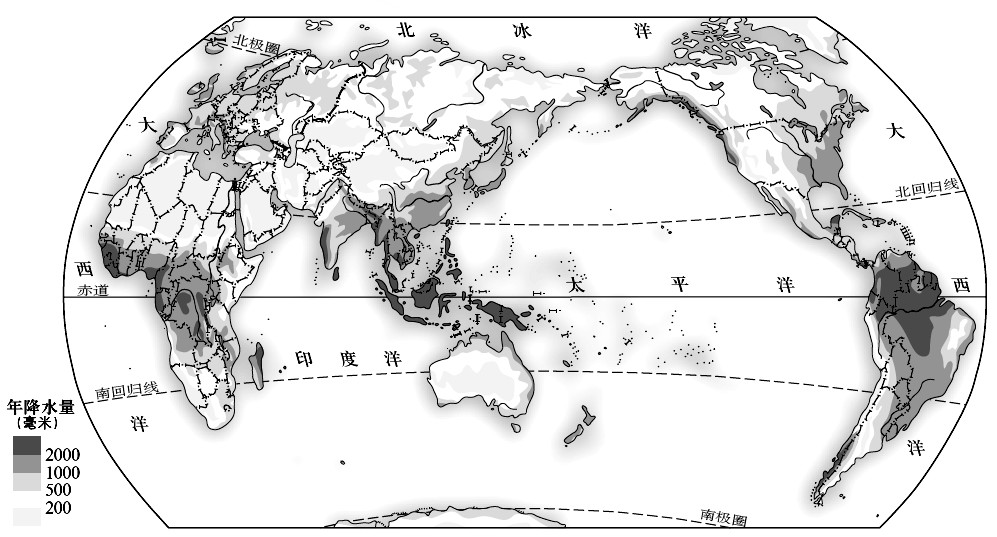 北 冰 洋
北极圈
大
大
北回归线
西
赤道
太 平 洋
西
印 度 洋
南回归线
年降水量
(毫米)
洋
洋
2000
1000
500
200
南极圈